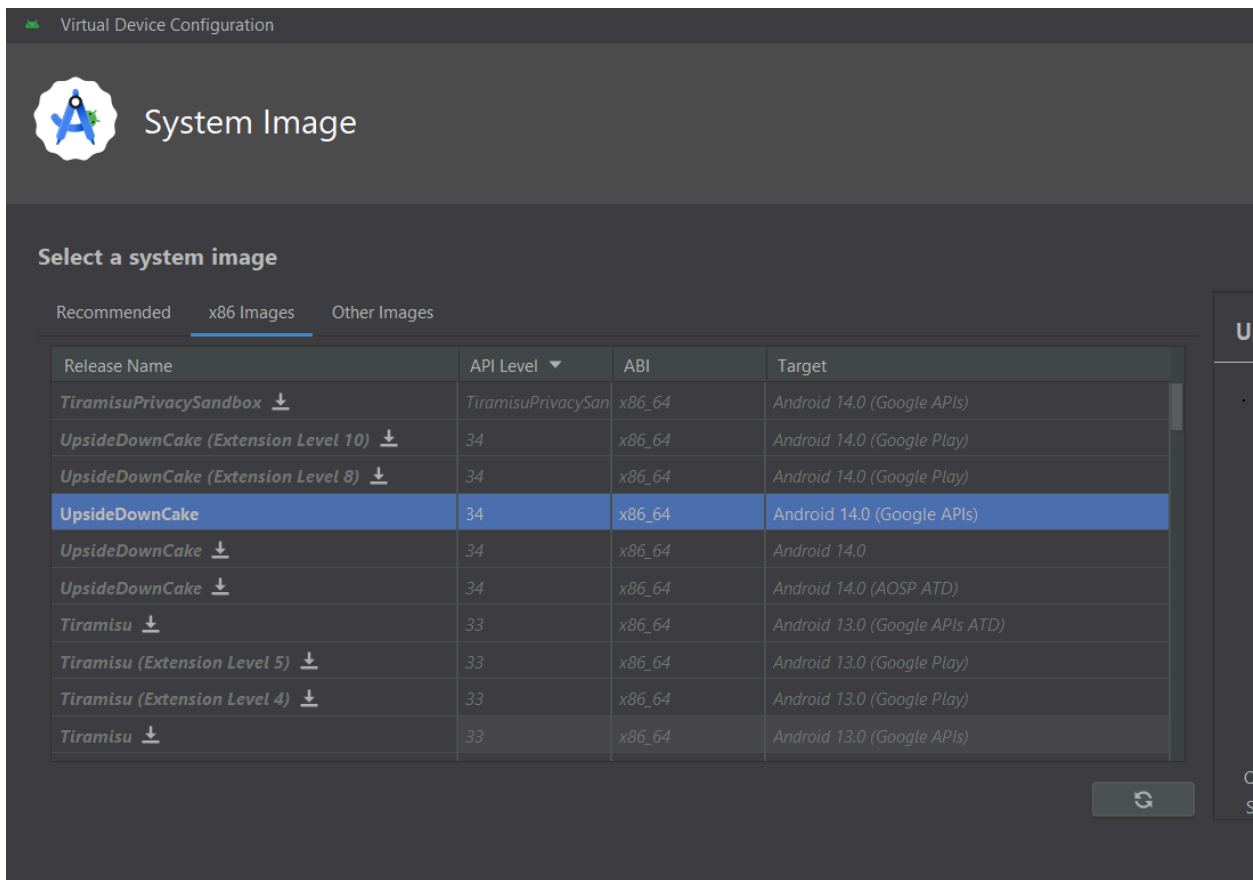 Virtual Device Configuration
System Image
Select a system image
Recommended x86 Images Other Images
Release Name API Level ABI Target
TiramisuPrivacySandbox TiramisuPrivacySan x86_64 Android 14.0 (Google APIs)
UpsideDownCake (Extension Level 10) 34 x86_64 Android 14.0 (Google Play)
UpsideDownCake (Extension Level 8) 34 x86_64 Android 14.0 (Google Play)
UpsideDownCake 34 x86_64 Android 14.0 (Google APIs)
UpsideDownCake 34 x86_64 Android 14.0
UpsideDownCake 34 x86_64 Android 14.0 (AOSP ATD)
Tiramisu 33 x86_64 Android 13.0 (Google APIs ATD)
Tiramisu (Extension Level 5) 33 x86_64 Android 13.0 (Google Play)
Tiramisu (Extension Level 4) 33 x86_64 Android 13.0 (Google Play)
Tiramisu 33 x86_64 Android 13.0 (Google APIs)